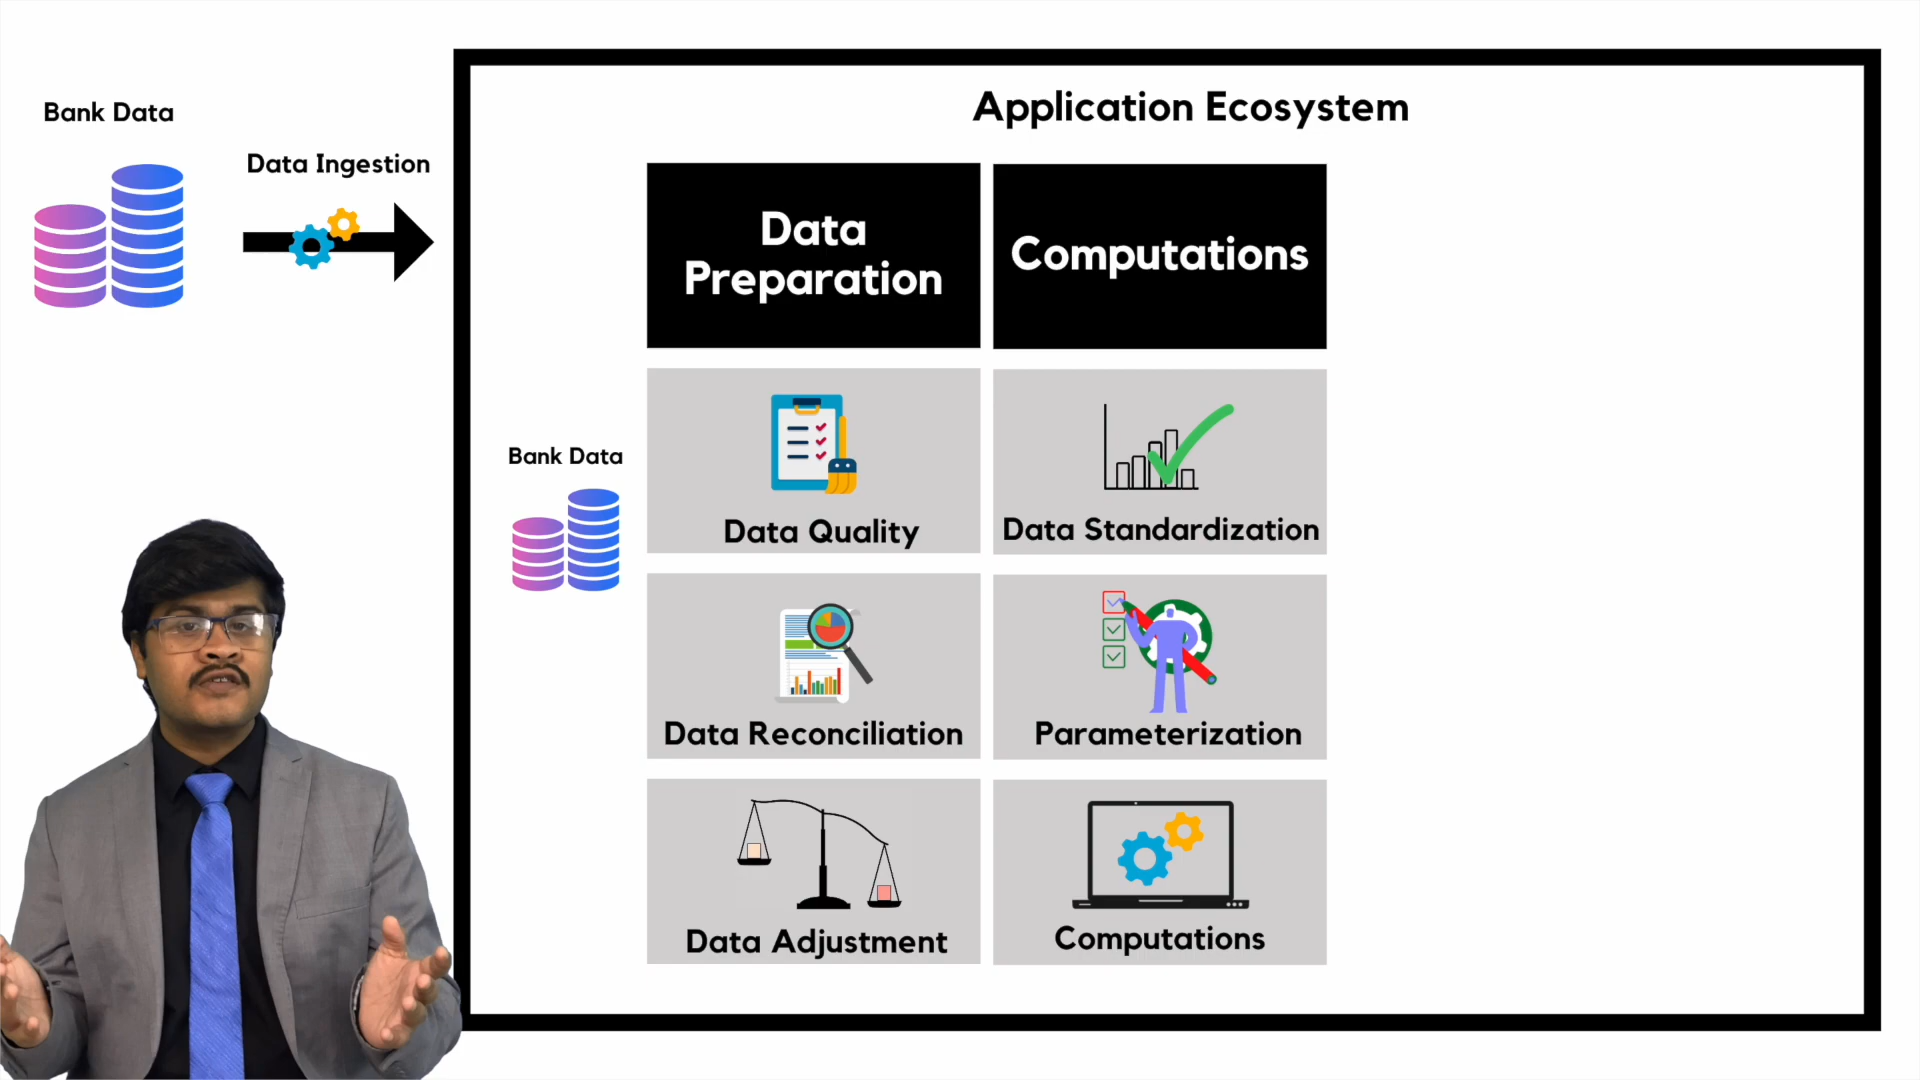 Bank Data
Data Ingestion
Application Ecosystem
Data
Preparation
Computations
Bank Data
Data Quality
Data Standardization
Data Reconciliation
Parameterization
Data Adjustment
Computations